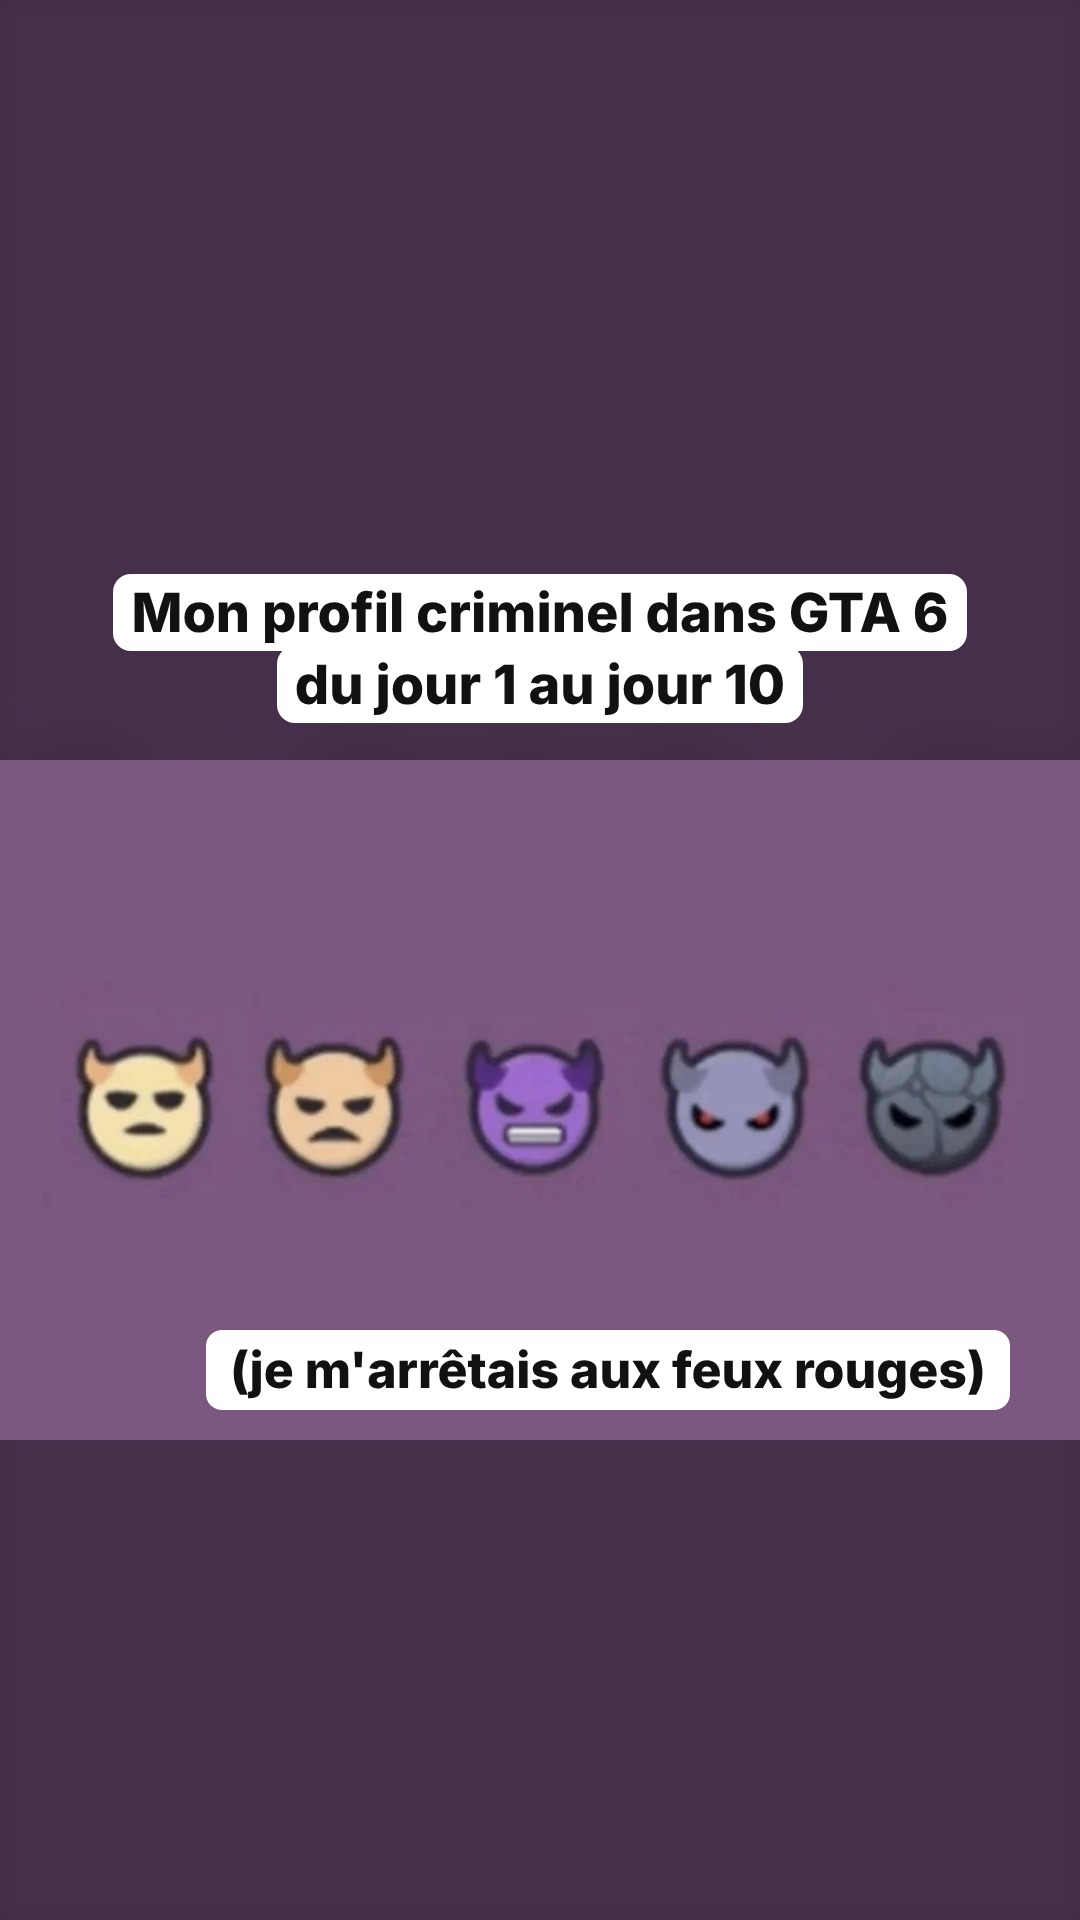 Mon profil criminel dans GTA 6
du jour 1 au jour 10
(je m'arrêtais aux feux rouges)